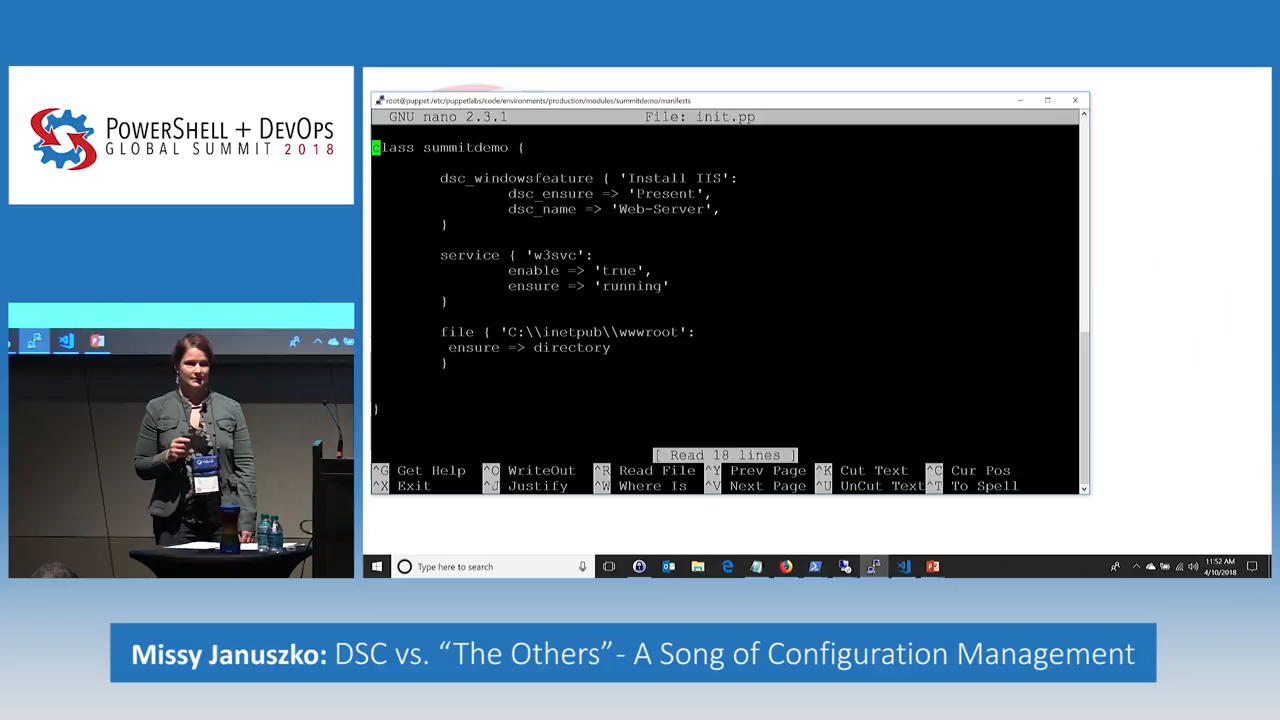 PowerShell + DevOps
GLOBAL SUMMIT 2018
root@puppet:/etc/puppetlabs/code/environments/production/modules/summitdemo/manifests
GNU nano 2.3.1 File: init.pp
class summitdemo {
dsc_windowsfeature { 'Install IIS':
dsc_ensure => 'Present',
dsc_name => 'Web-Server',
}
service { 'w3svc':
enable => 'true',
ensure => 'running'
}
file { 'C:\\inetpub\\wwwroot':
ensure => directory
}
}
[ Read 18 lines ]
^G Get Help ^O WriteOut ^R Read File ^Y Prev Page ^K Cut Text ^C Cur Pos
^X Exit ^J Justify ^W Where Is ^V Next Page ^U UnCut Text ^T To Spell
Type here to search
11:52 AM
4/10/2018
Missy Januszko: DSC vs. “The Others”- A Song of Configuration Management